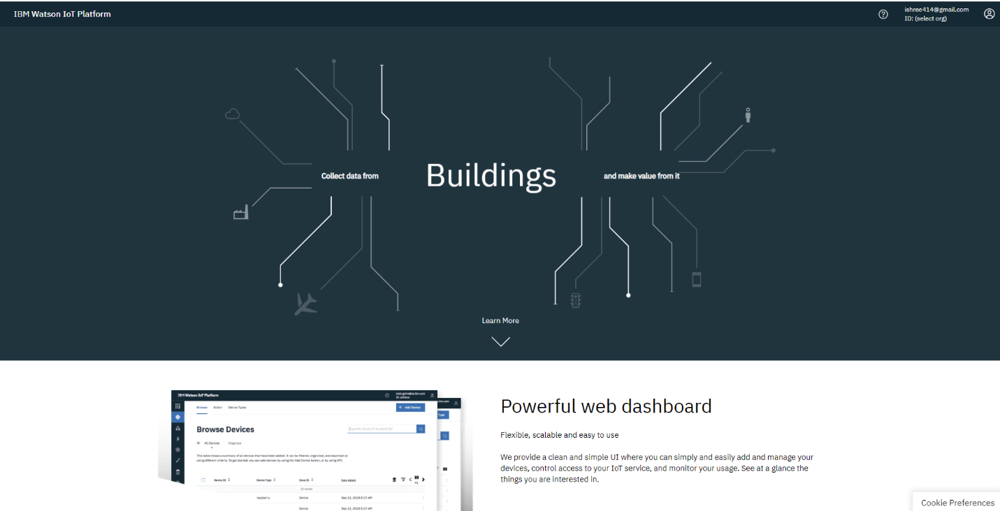 IBM Watson IoT Platform
ishree414@gmail.com
ID: (select org)
Collect data from
Buildings
and make value from it
Learn More
IBM Watson IoT Platform
Browse Action Device Types
+ Add Device
Type
Browse Devices
All Devices Diagnose
This table shows a summary of all devices that have been added. It can be filtered, organized, and searched on
using different criteria. To get started, you can add devices by using the Add Device button, or by using API.
Device ID Device Type Class ID Date Added
raspberry Device Sep 13, 2018 8:27 AM
Device Sep 13, 2018 8:27 AM
Powerful web dashboard
Flexible, scalable and easy to use
We provide a clean and simple UI where you can simply and easily add and manage your
devices, control access to your IoT service, and monitor your usage. See at a glance the
things you are interested in.
Cookie Preferences